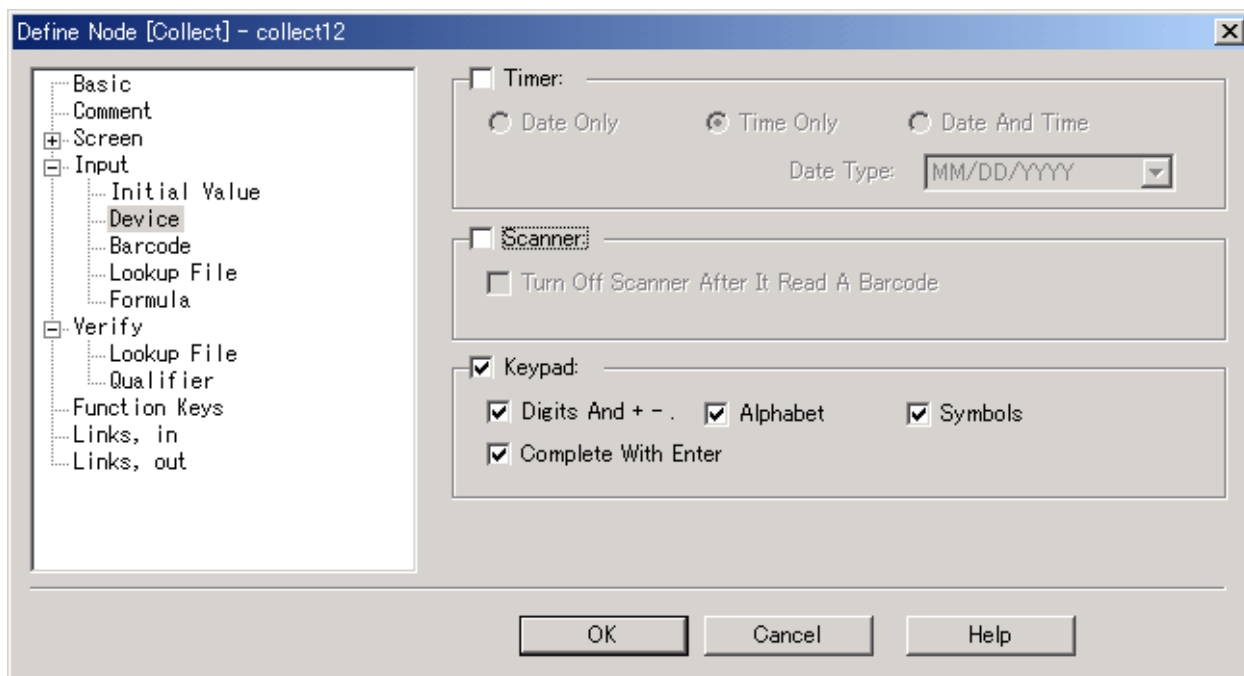 Define Node [Collect] - collect12
Basic
Comment
Screen
Input
Initial Value
Device
Barcode
Lookup File
Formula
Verify
Lookup File
Qualifier
Function Keys
Links, in
Links, out
Timer:
Date Only Time Only Date And Time
Date Type: MM/DD/YYYY
Scanner:
Turn Off Scanner After It Read A Barcode
Keypad:
Digits And + - . Alphabet Symbols
Complete With Enter
OK Cancel Help